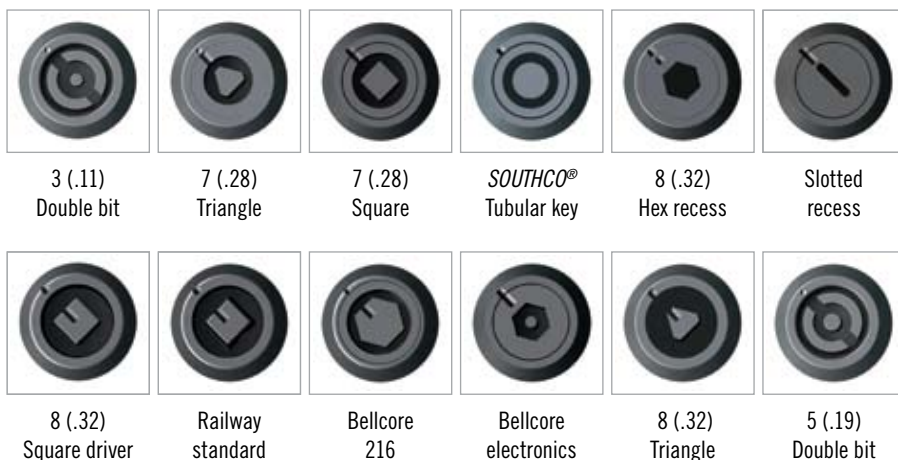 3 (.11)
Double bit
7 (.28)
Triangle
7 (.28)
Square
SOUTHCO®
Tubular key
8 (.32)
Hex recess
Slotted
recess
8 (.32)
Square driver
Railway
standard
Bellcore
216
Bellcore
electronics
8 (.32)
Triangle
5 (.19)
Double bit